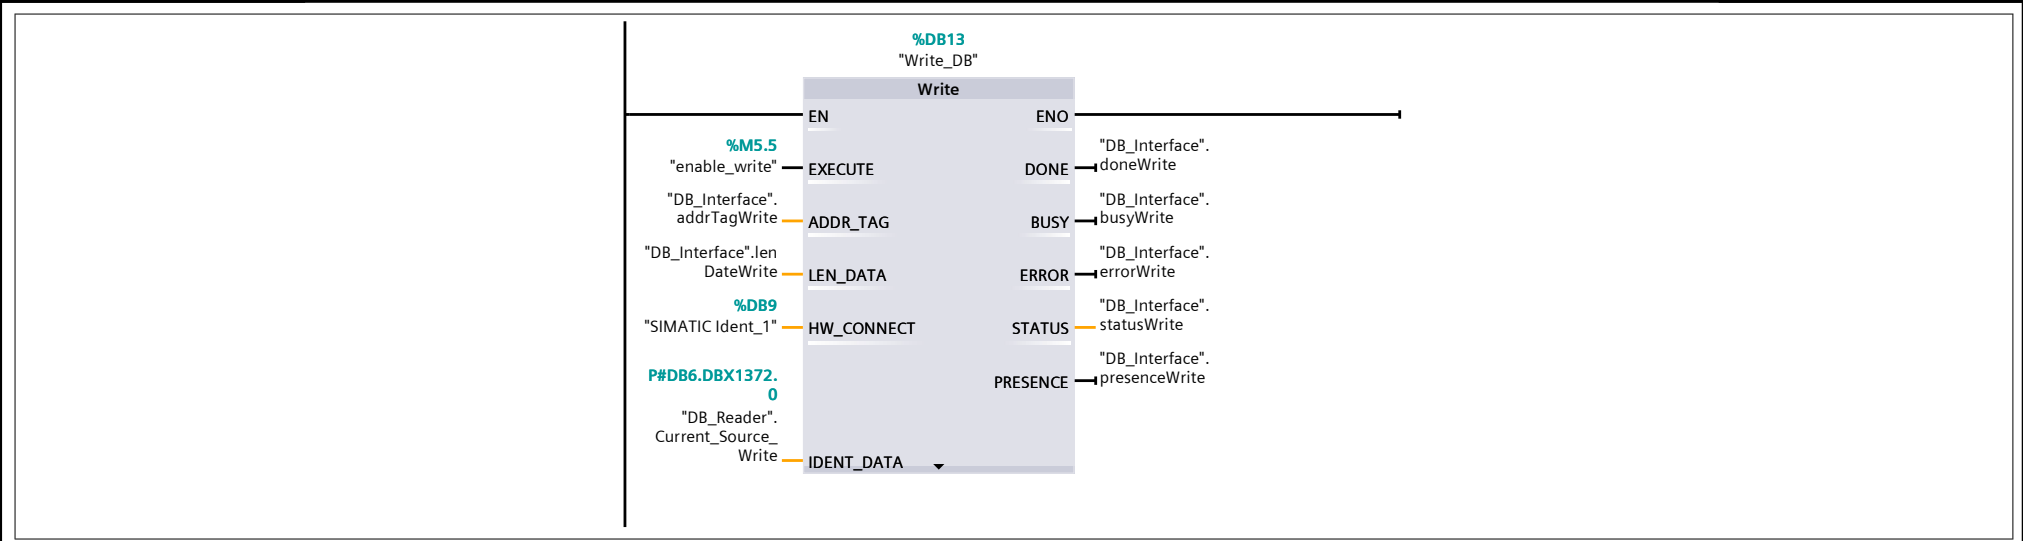 %DB13
"Write_DB"
Write
EN
ENO
%M5.5
"enable_write"
EXECUTE
DONE
"DB_Interface".
doneWrite
"DB_Interface".
addrTagWrite
ADDR_TAG
BUSY
"DB_Interface".
busyWrite
"DB_Interface".len
DateWrite
LEN_DATA
ERROR
"DB_Interface".
errorWrite
%DB9
"SIMATIC Ident_1"
HW_CONNECT
STATUS
"DB_Interface".
statusWrite
PRESENCE
"DB_Interface".
presenceWrite
P#DB6.DBX1372.
0
"DB_Reader".
Current_Source_
Write
IDENT_DATA